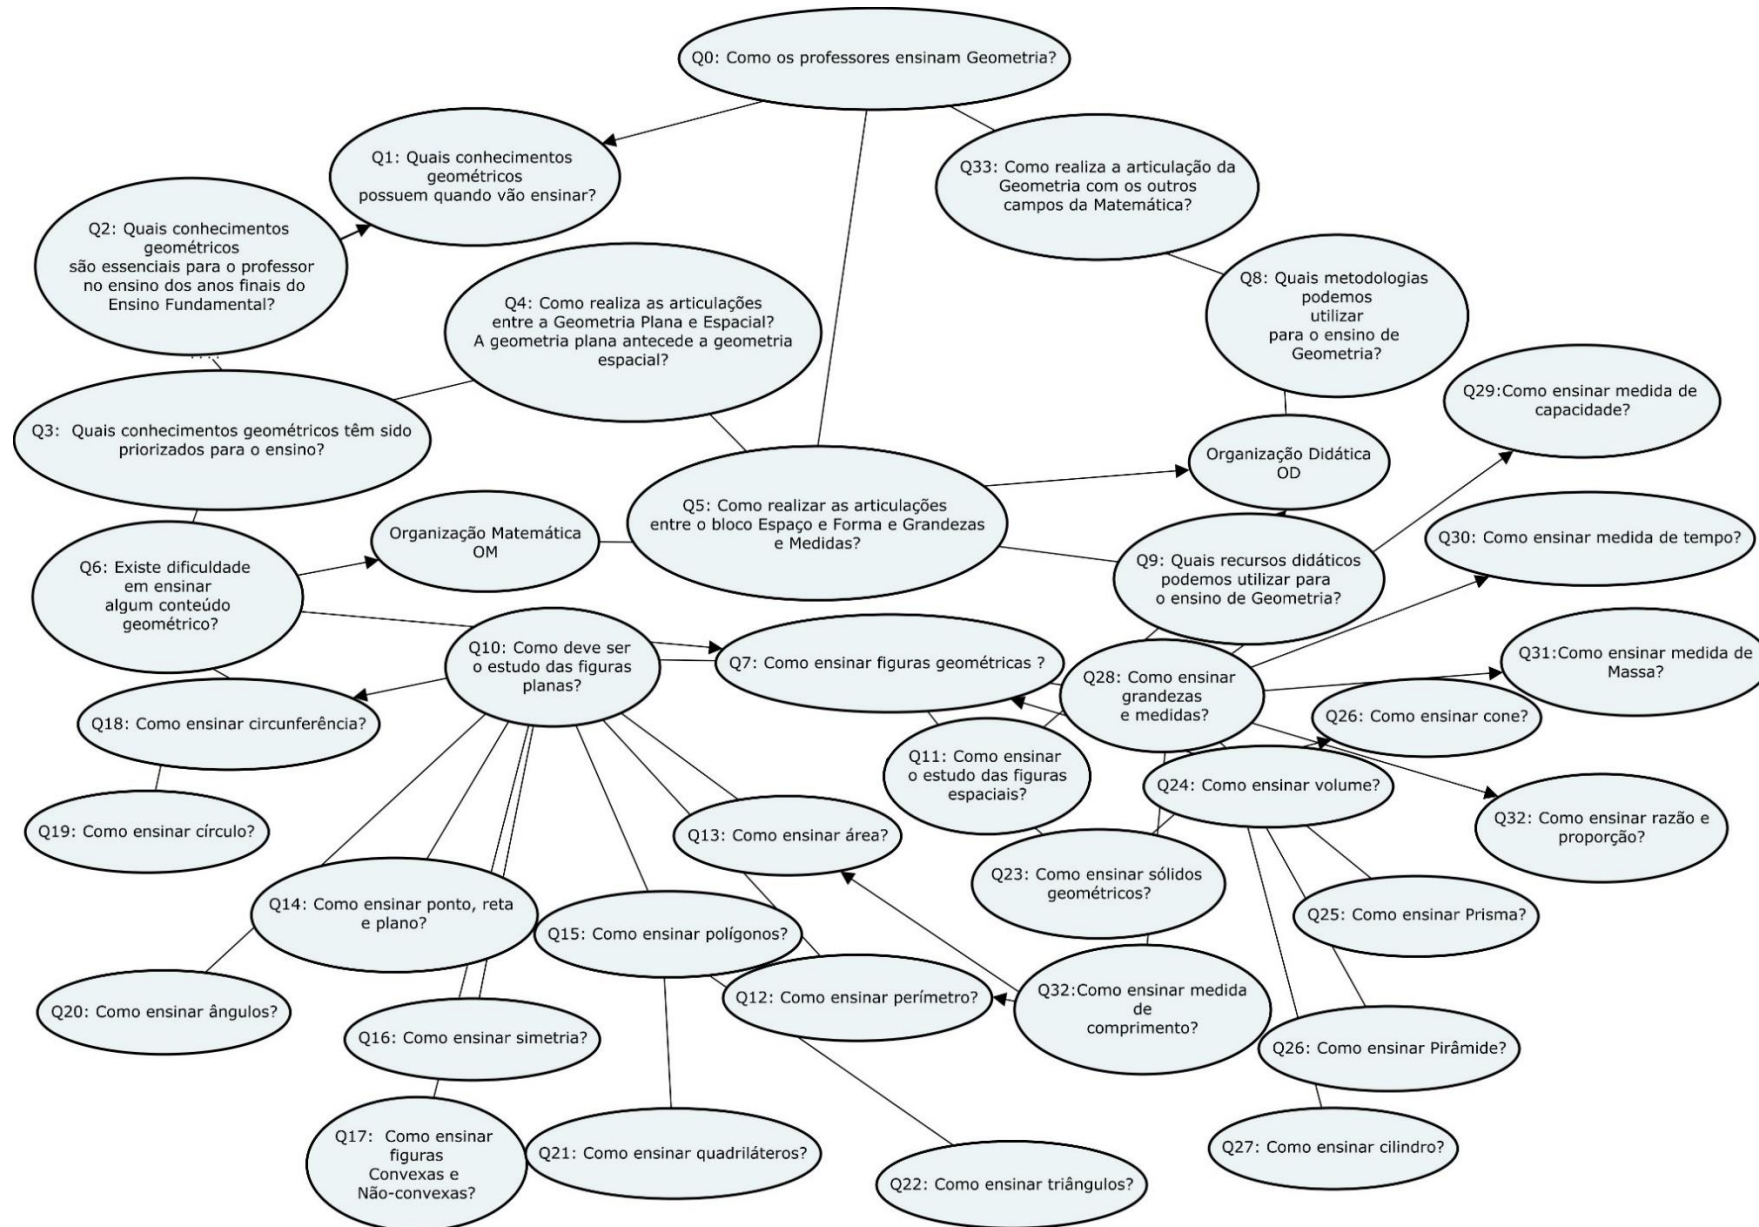 Q0: Como os professores ensinam Geometria?
Q1: Quais conhecimentos
geométricos
possuem quando vão ensinar?
Q33: Como realiza a articulação da
Geometria com os outros
campos da Matemática?
Q2: Quais conhecimentos
geométricos
são essenciais para o professor
no ensino dos anos finais do
Ensino Fundamental?
Q4: Como realiza as articulações
entre a Geometria Plana e Espacial?
A geometria plana antecede a geometria
espacial?
Q8: Quais metodologias
podemos
utilizar
para o ensino de
Geometria?
Q29:Como ensinar medida de
capacidade?
Q3: Quais conhecimentos geométricos têm sido
priorizados para o ensino?
Organização Didática
OD
Q5: Como realizar as articulações
entre o bloco Espaço e Forma e Grandezas
e Medidas?
Organização Matemática
OM
Q30: Como ensinar medida de tempo?
Q6: Existe dificuldade
em ensinar
algum conteúdo
geométrico?
Q9: Quais recursos didáticos
podemos utilizar para
o ensino de Geometria?
Q10: Como deve ser
o estudo das figuras
planas?
Q7: Como ensinar figuras geométricas ?
Q28: Como ensinar
grandezas
e medidas?
Q31:Como ensinar medida de
Massa?
Q18: Como ensinar circunferência?
Q26: Como ensinar cone?
Q11: Como ensinar
o estudo das figuras
espaciais?
Q24: Como ensinar volume?
Q19: Como ensinar círculo?
Q13: Como ensinar área?
Q32: Como ensinar razão e
proporção?
Q23: Como ensinar sólidos
geométricos?
Q14: Como ensinar ponto, reta
e plano?
Q15: Como ensinar polígonos?
Q25: Como ensinar Prisma?
Q20: Como ensinar ângulos?
Q12: Como ensinar perímetro?
Q32:Como ensinar medida
de
comprimento?
Q16: Como ensinar simetria?
Q26: Como ensinar Pirâmide?
Q17: Como ensinar
figuras
Convexas e
Não-convexas?
Q21: Como ensinar quadriláteros?
Q27: Como ensinar cilindro?
Q22: Como ensinar triângulos?